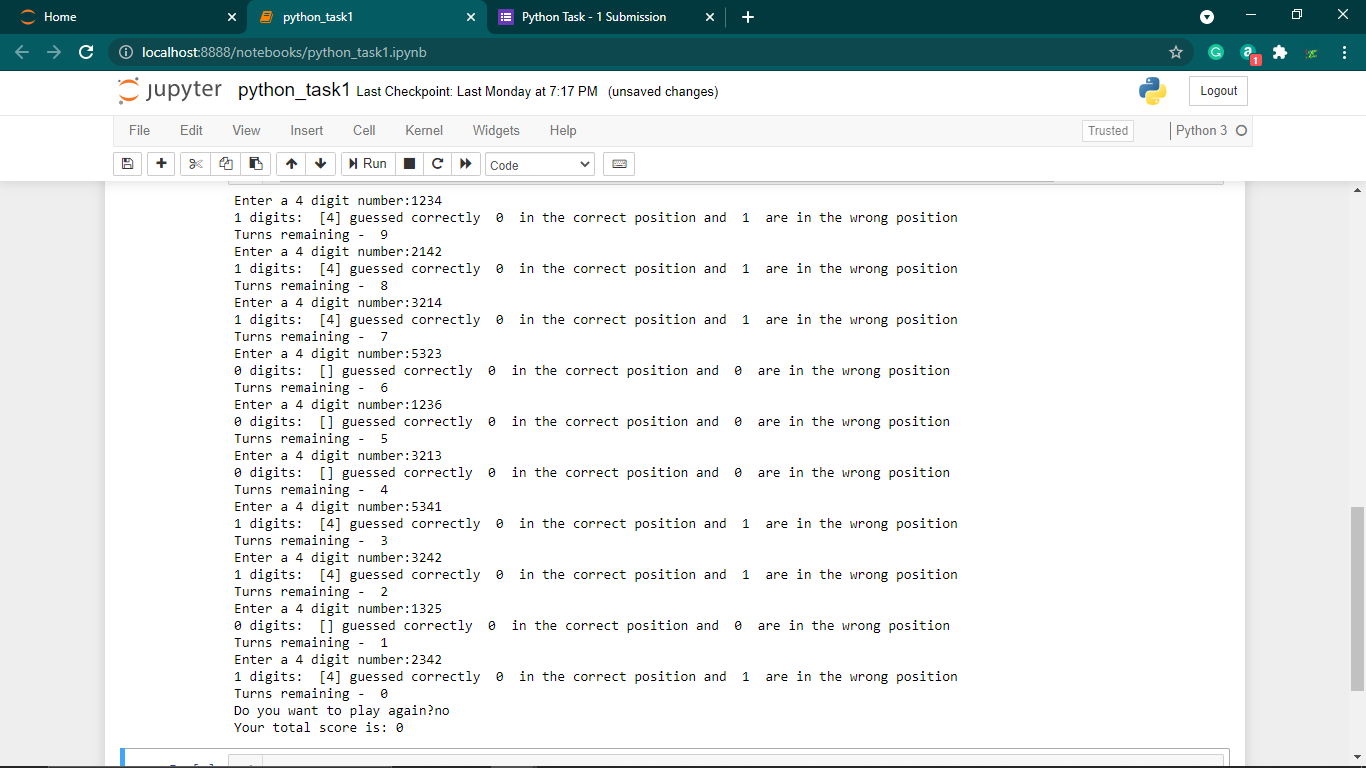 Home
python_task1
Python Task - 1 Submission
localhost:8888/notebooks/python_task1.ipynb
1
jupyter python_task1 Last Checkpoint: Last Monday at 7:17 PM (unsaved changes)
Logout
File Edit View Insert Cell Kernel Widgets Help
Trusted
Python 3
Run
Code
Enter a 4 digit number:1234
1 digits:  [4] guessed correctly  0  in the correct position and  1  are in the wrong position
Turns remaining -  9
Enter a 4 digit number:2142
1 digits:  [4] guessed correctly  0  in the correct position and  1  are in the wrong position
Turns remaining -  8
Enter a 4 digit number:3214
1 digits:  [4] guessed correctly  0  in the correct position and  1  are in the wrong position
Turns remaining -  7
Enter a 4 digit number:5323
0 digits:  [] guessed correctly  0  in the correct position and  0  are in the wrong position
Turns remaining -  6
Enter a 4 digit number:1236
0 digits:  [] guessed correctly  0  in the correct position and  0  are in the wrong position
Turns remaining -  5
Enter a 4 digit number:3213
0 digits:  [] guessed correctly  0  in the correct position and  0  are in the wrong position
Turns remaining -  4
Enter a 4 digit number:5341
1 digits:  [4] guessed correctly  0  in the correct position and  1  are in the wrong position
Turns remaining -  3
Enter a 4 digit number:3242
1 digits:  [4] guessed correctly  0  in the correct position and  1  are in the wrong position
Turns remaining -  2
Enter a 4 digit number:1325
0 digits:  [] guessed correctly  0  in the correct position and  0  are in the wrong position
Turns remaining -  1
Enter a 4 digit number:2342
1 digits:  [4] guessed correctly  0  in the correct position and  1  are in the wrong position
Turns remaining -  0
Do you want to play again?no
Your total score is: 0